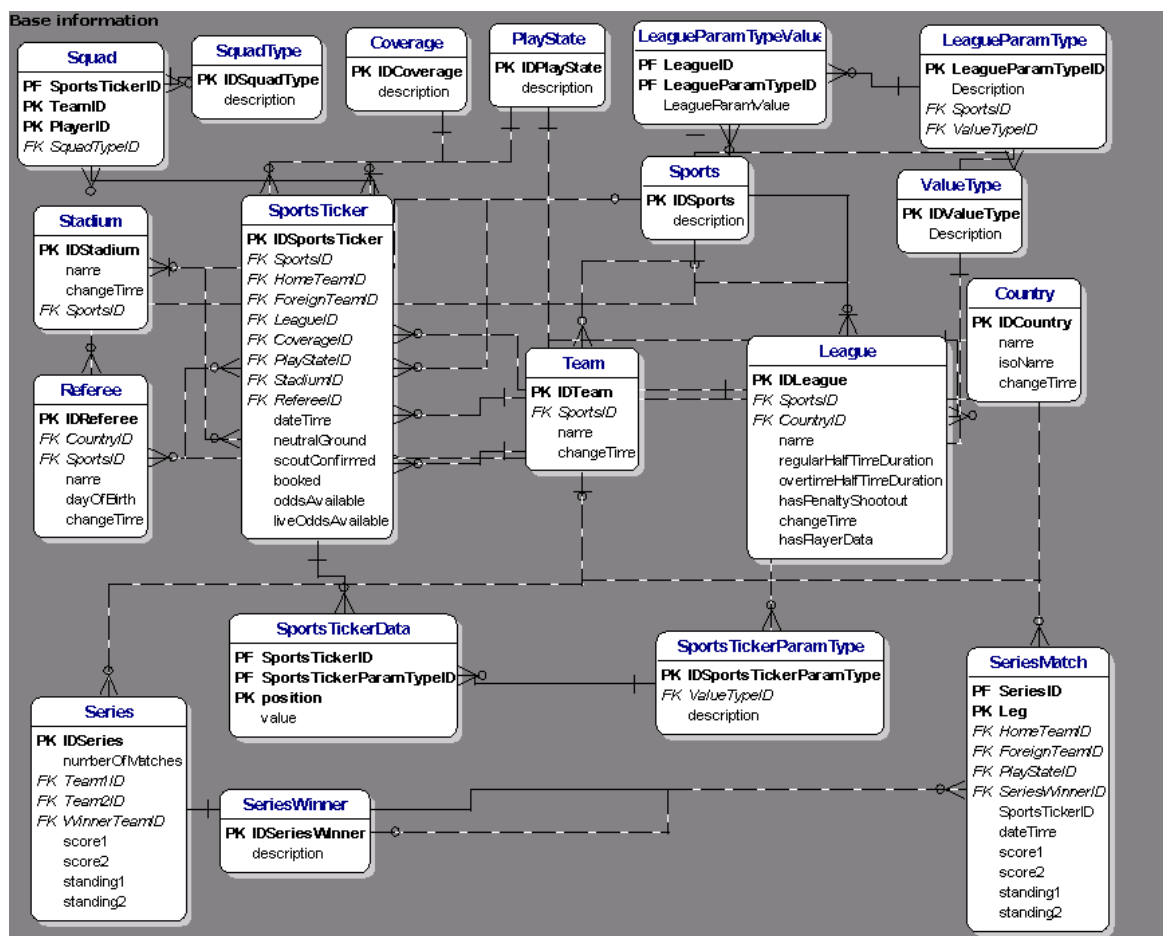 Base information
Squad
PF SportsTickerID
PK TeamID
PK PlayerID
FK SquadTypeID
SquadType
PK IDSquadType
description
Coverage
PK IDCoverage
description
PlayState
PK IDPlayState
description
LeagueParamTypeValue
PF LeagueID
PF LeagueParamTypeID
LeagueParamValue
LeagueParamType
PK LeagueParamTypeID
Description
FK SportsID
FK ValueTypeID
Stadium
PK IDStadium
name
changeTime
FK SportsID
SportsTicker
PK IDSportsTicker
FK SportsID
FK HomeTeamID
FK ForeignTeamID
FK LeagueID
FK CoverageID
FK PlayStateID
FK StadiumID
FK RefereeID
dateTime
neutralGround
scoutConfirmed
booked
oddsAvailable
liveOddsAvailable
Sports
PK IDSports
description
ValueType
PK IDValueType
Description
Country
PK IDCountry
name
isoName
changeTime
Referee
PK IDReferee
FK CountryID
FK SportsID
name
dayOfBirth
changeTime
Team
PK IDTeam
FK SportsID
name
changeTime
League
PK IDLeague
FK SportsID
FK CountryID
name
regularHalfTimeDuration
overtimeHalfTimeDuration
hasPenaltyShootout
changeTime
hasPlayerData
SportsTickerData
PF SportsTickerID
PF SportsTickerParamTypeID
PK position
value
SportsTickerParamType
PK IDSportsTickerParamType
FK ValueTypeID
description
SeriesMatch
PF SeriesID
PK Leg
FK HomeTeamID
FK ForeignTeamID
FK PlayStateID
FK SeriesWinnerID
SportsTickerID
dateTime
score1
score2
standing1
standing2
Series
PK IDSeries
numberOfMatches
FK Team1ID
FK Team2ID
FK WinnerTeamID
score1
score2
standing1
standing2
SeriesWinner
PK IDSeriesWinner
description